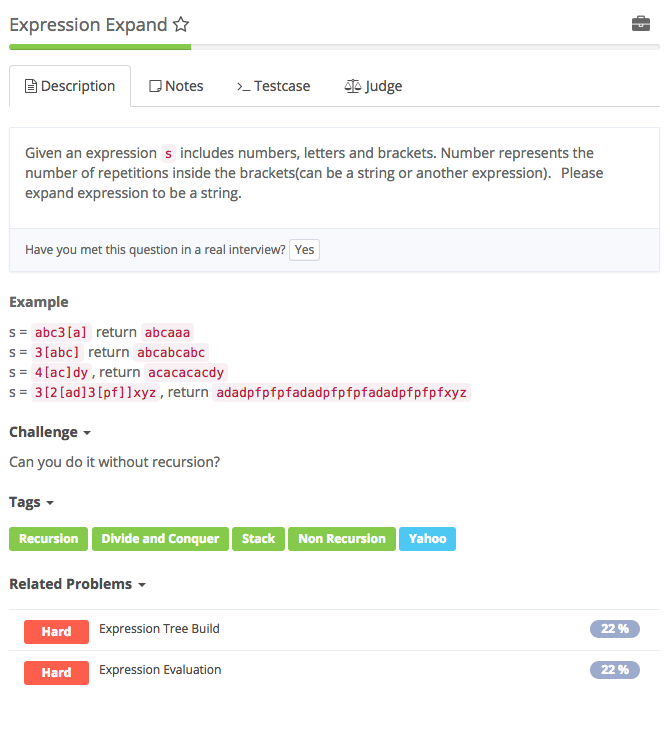 Expression Expand
Description Notes >_ Testcase Judge
Given an expression s includes numbers, letters and brackets. Number represents the
number of repetitions inside the brackets(can be a string or another expression). Please
expand expression to be a string.
Have you met this question in a real interview? Yes
Example
s = abc3[a] return abcaaa
s = 3[abc] return abcabcabc
s = 4[ac]dy, return acacacacdy
s = 3[2[ad]3[pf]]xyz, return adadpfpfpfadadpfpfpfadadpfpfpfxyz
Challenge
Can you do it without recursion?
Tags
Recursion Divide and Conquer Stack Non Recursion Yahoo
Related Problems
Hard Expression Tree Build 22 %
Hard Expression Evaluation 22 %